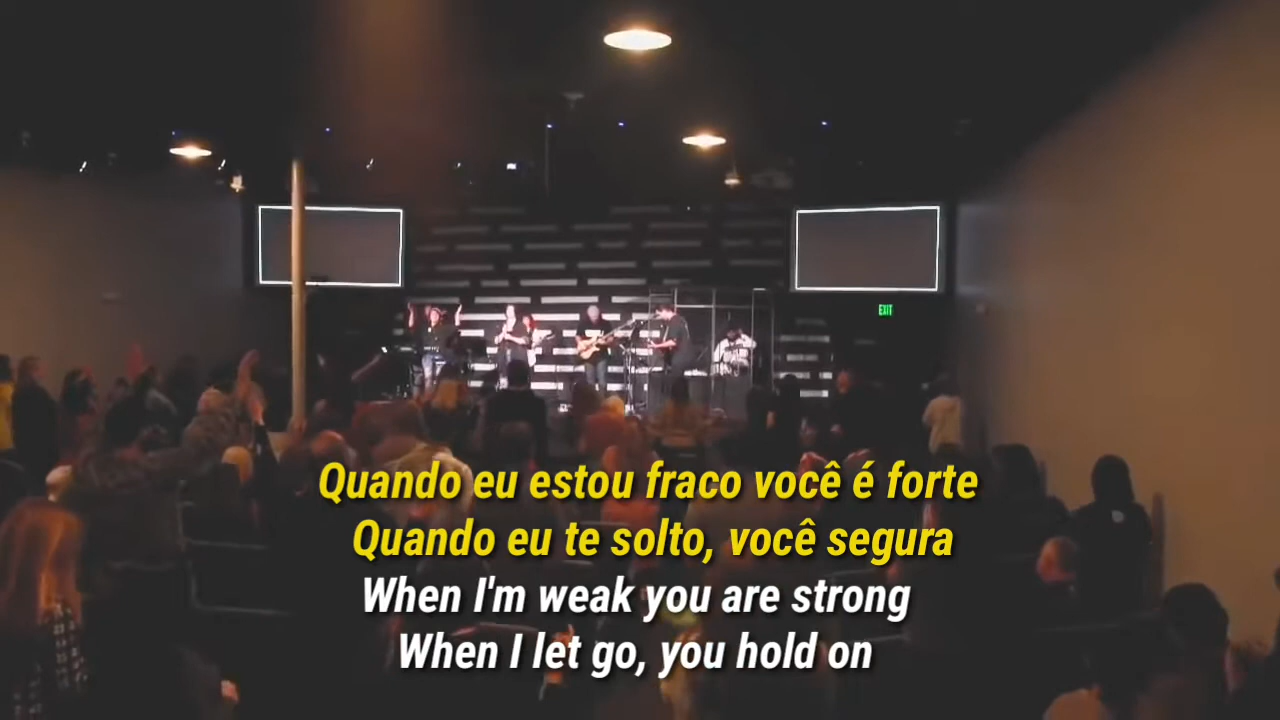 EXIT
Quando eu estou fraco você é forte
Quando eu te solto, você segura
When I'm weak you are strong
When I let go, you hold on